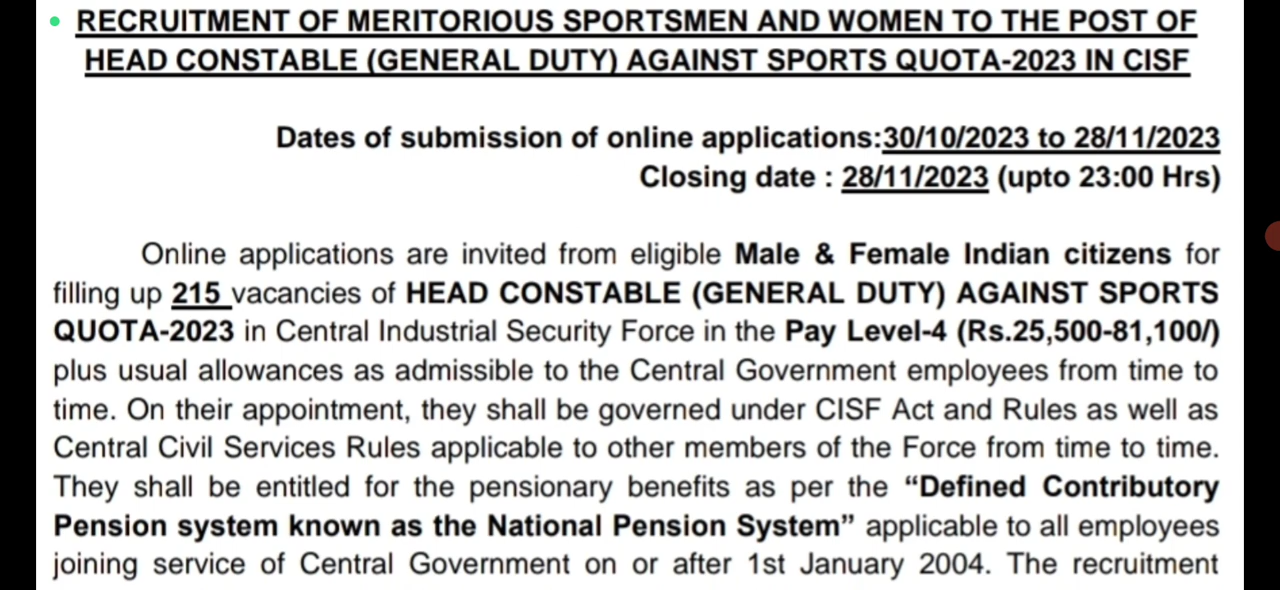 RECRUITMENT OF MERITORIOUS SPORTSMEN AND WOMEN TO THE POST OF
HEAD CONSTABLE (GENERAL DUTY) AGAINST SPORTS QUOTA-2023 IN CISF
Dates of submission of online applications:30/10/2023 to 28/11/2023
Closing date : 28/11/2023 (upto 23:00 Hrs)
Online applications are invited from eligible Male & Female Indian citizens for
filling up 215 vacancies of HEAD CONSTABLE (GENERAL DUTY) AGAINST SPORTS
QUOTA-2023 in Central Industrial Security Force in the Pay Level-4 (Rs.25,500-81,100/)
plus usual allowances as admissible to the Central Government employees from time to
time. On their appointment, they shall be governed under CISF Act and Rules as well as
Central Civil Services Rules applicable to other members of the Force from time to time.
They shall be entitled for the pensionary benefits as per the “Defined Contributory
Pension system known as the National Pension System” applicable to all employees
joining service of Central Government on or after 1st January 2004. The recruitment